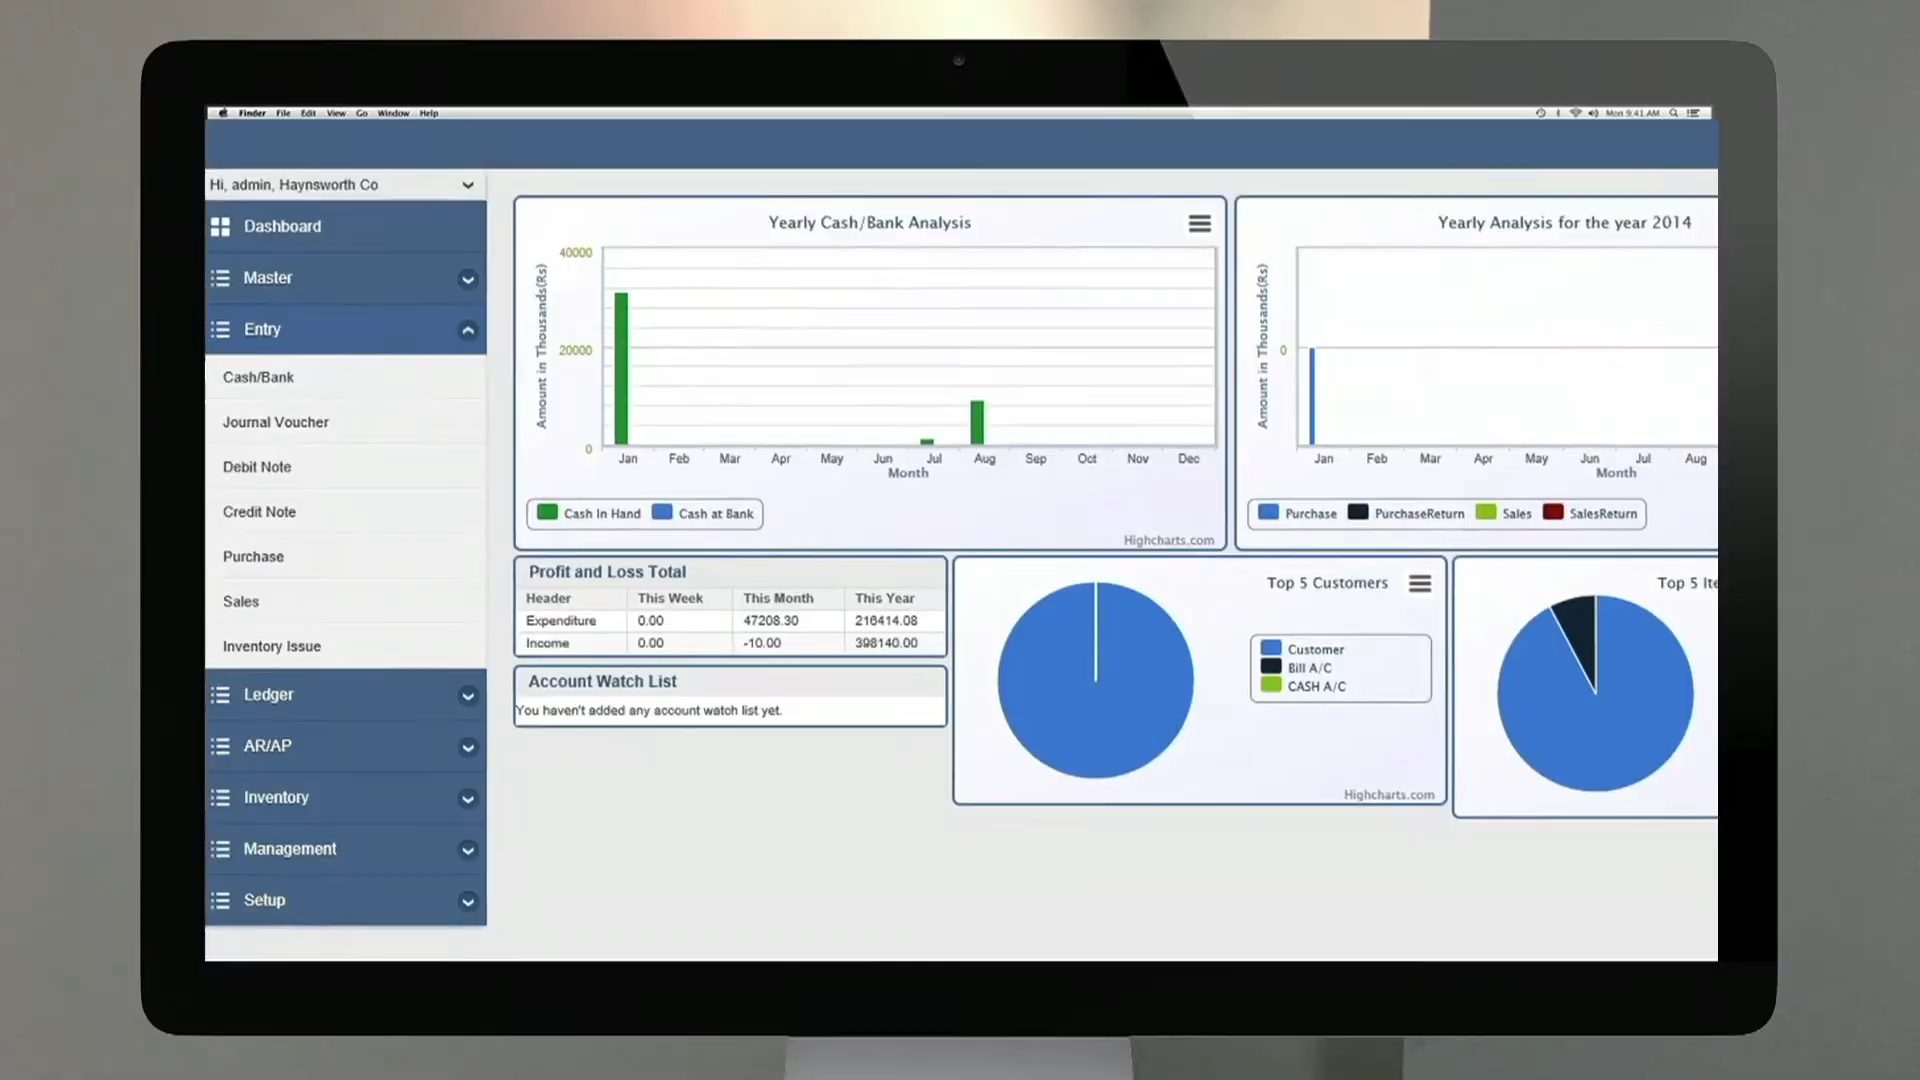 Finder File Edit View Go Window Help
Mon 9:41 AM
Hi, admin, Haynsworth Co
Dashboard
Master
Entry
Cash/Bank
Journal Voucher
Debit Note
Credit Note
Purchase
Sales
Inventory Issue
Ledger
AR/AP
Inventory
Management
Setup
Yearly Cash/Bank Analysis
Amount in Thousands(Rs)
40000
20000
0
Jan Feb Mar Apr May Jun Jul Aug Sep Oct Nov Dec
Month
Cash In Hand Cash at Bank
Highcharts.com
Yearly Analysis for the year 2014
Amount in Thousands(Rs)
0
Jan Feb Mar Apr May Jun Jul Aug
Month
Purchase PurchaseReturn Sales SalesReturn
Profit and Loss Total
Header This Week This Month This Year
Expenditure 0.00 47208.30 216414.08
Income 0.00 -10.00 398140.00
Account Watch List
You haven't added any account watch list yet.
Top 5 Customers
Customer
Bill A/C
CASH A/C
Highcharts.com
Top 5 Ite